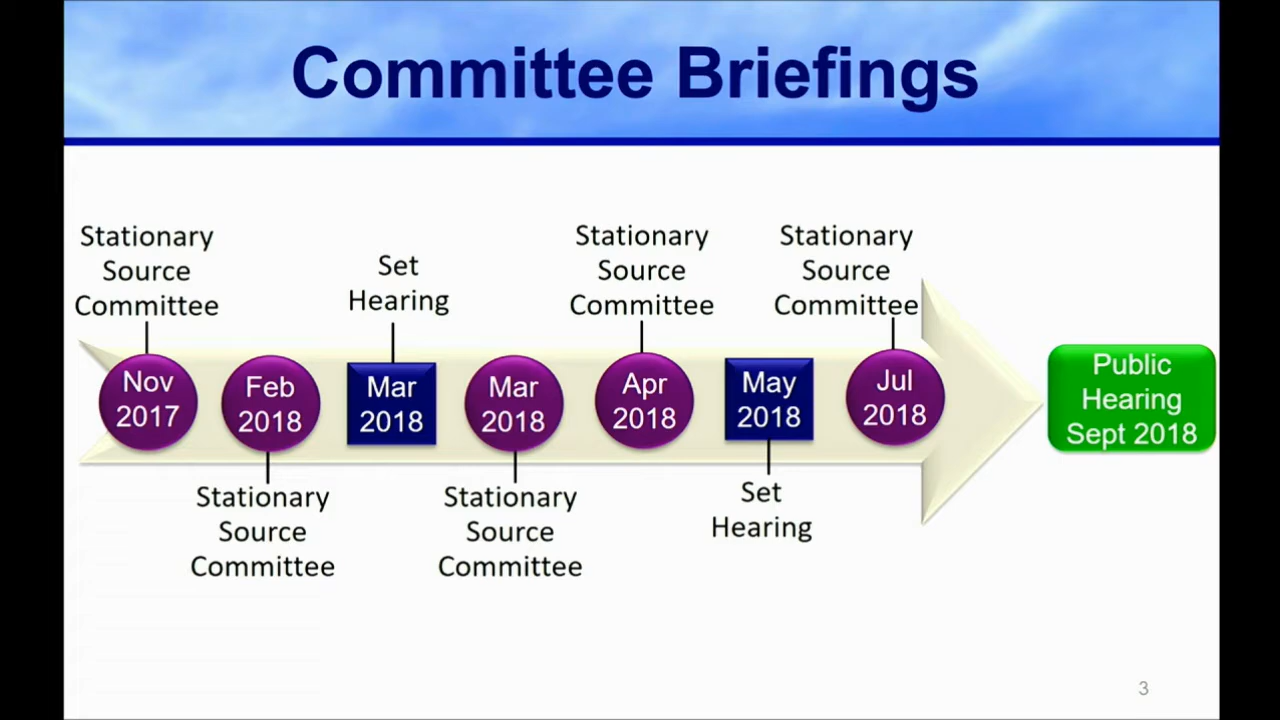 Committee Briefings
Stationary
Source
Committee
Set
Hearing
Stationary
Source
Committee
Stationary
Source
Committee
Nov
2017
Feb
2018
Mar
2018
Mar
2018
Apr
2018
May
2018
Jul
2018
Public
Hearing
Sept 2018
Stationary
Source
Committee
Stationary
Source
Committee
Set
Hearing
3